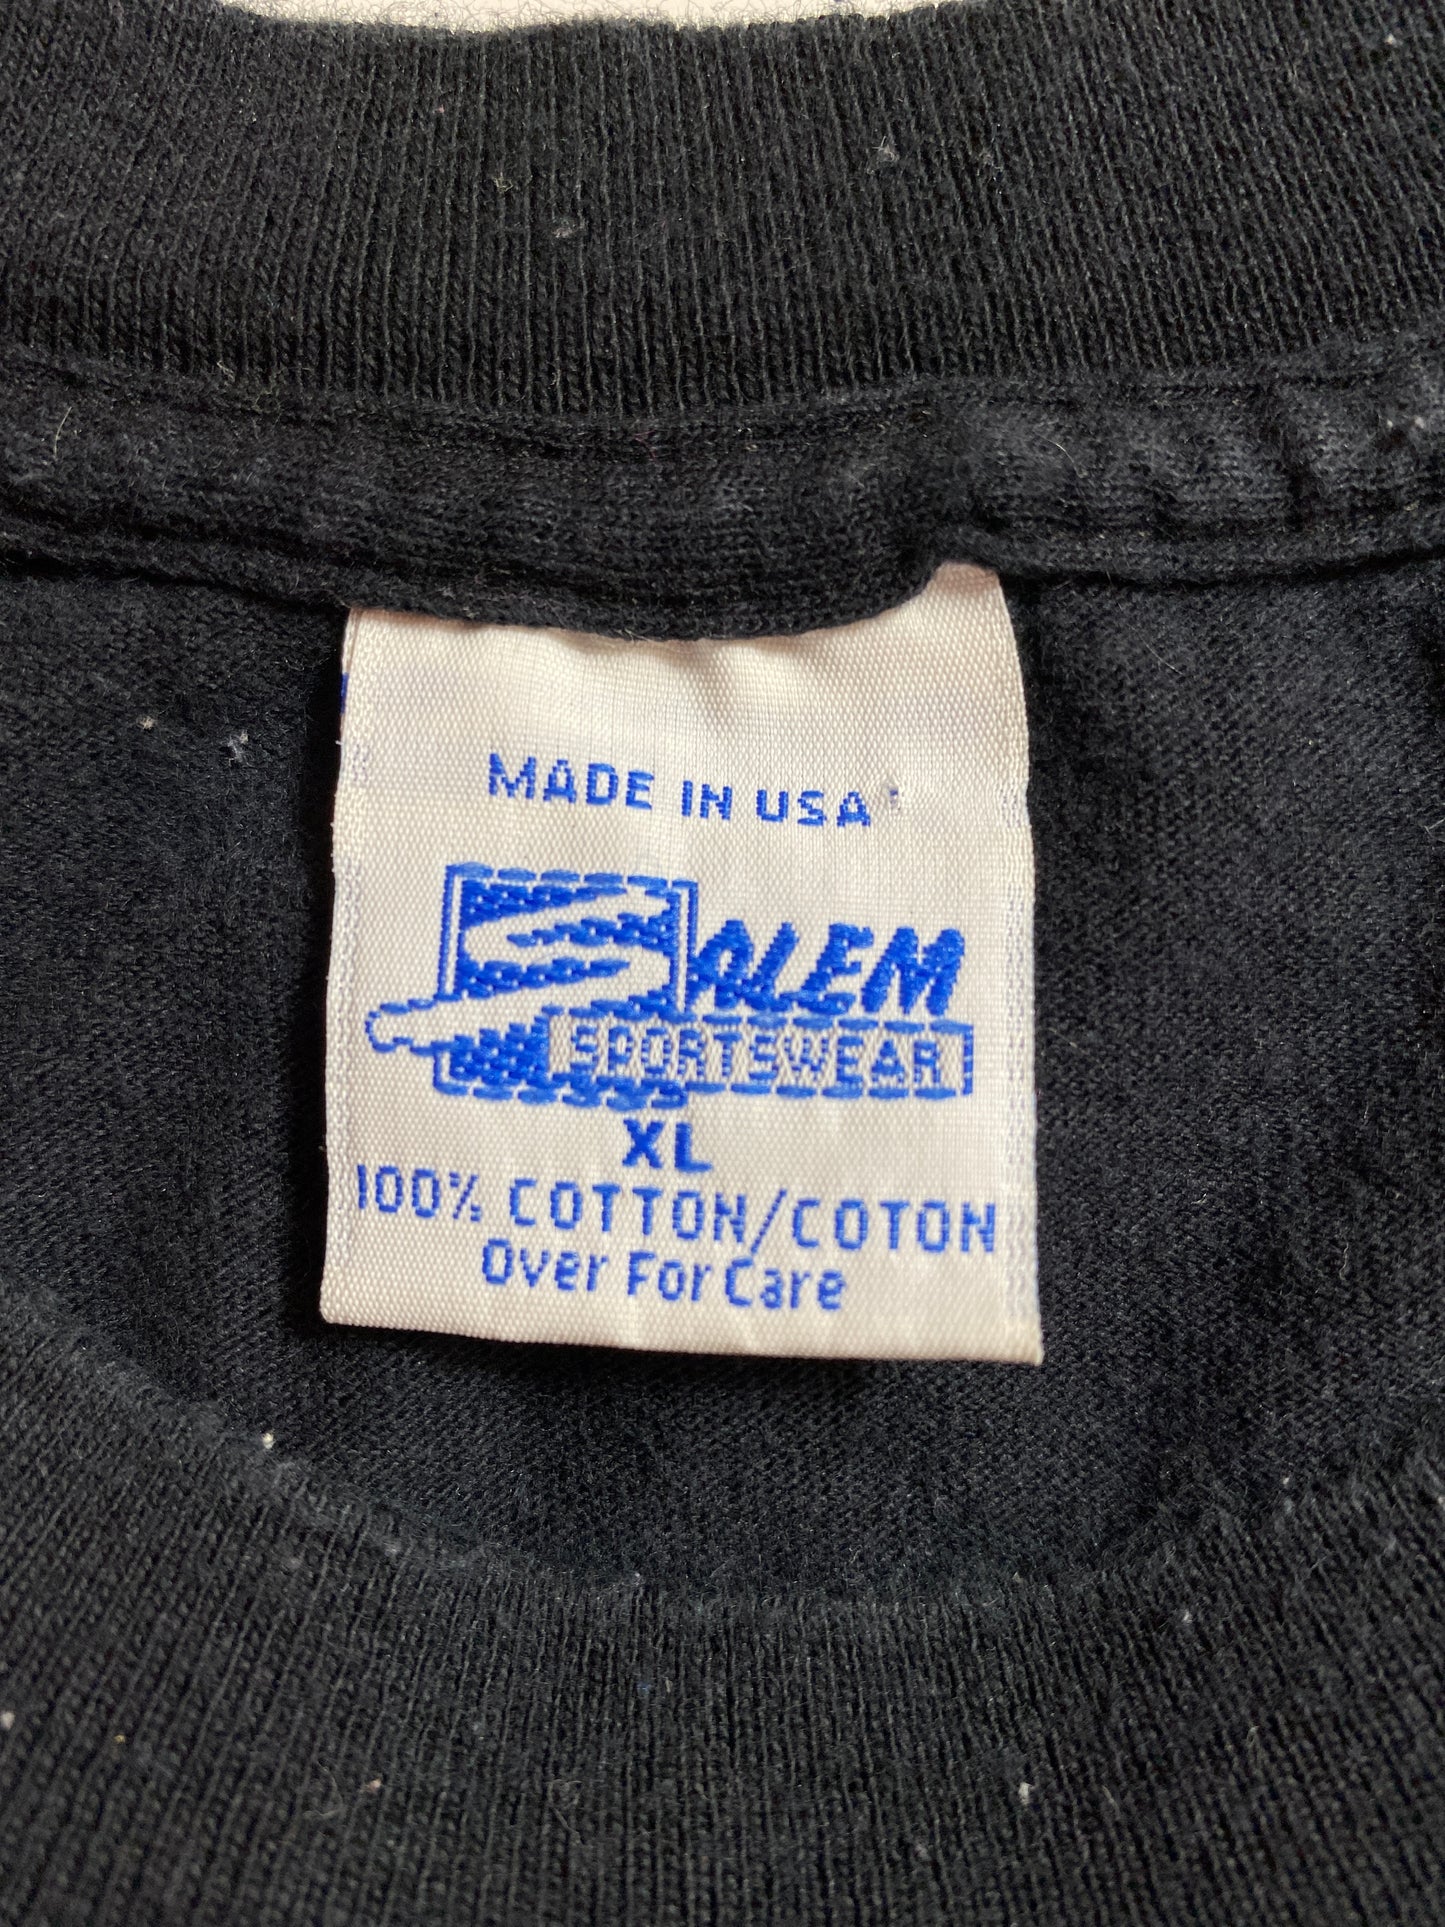 MADE IN USA
SALEM
SPORTSWEAR
XL
100% COTTON/COTON
Over For Care